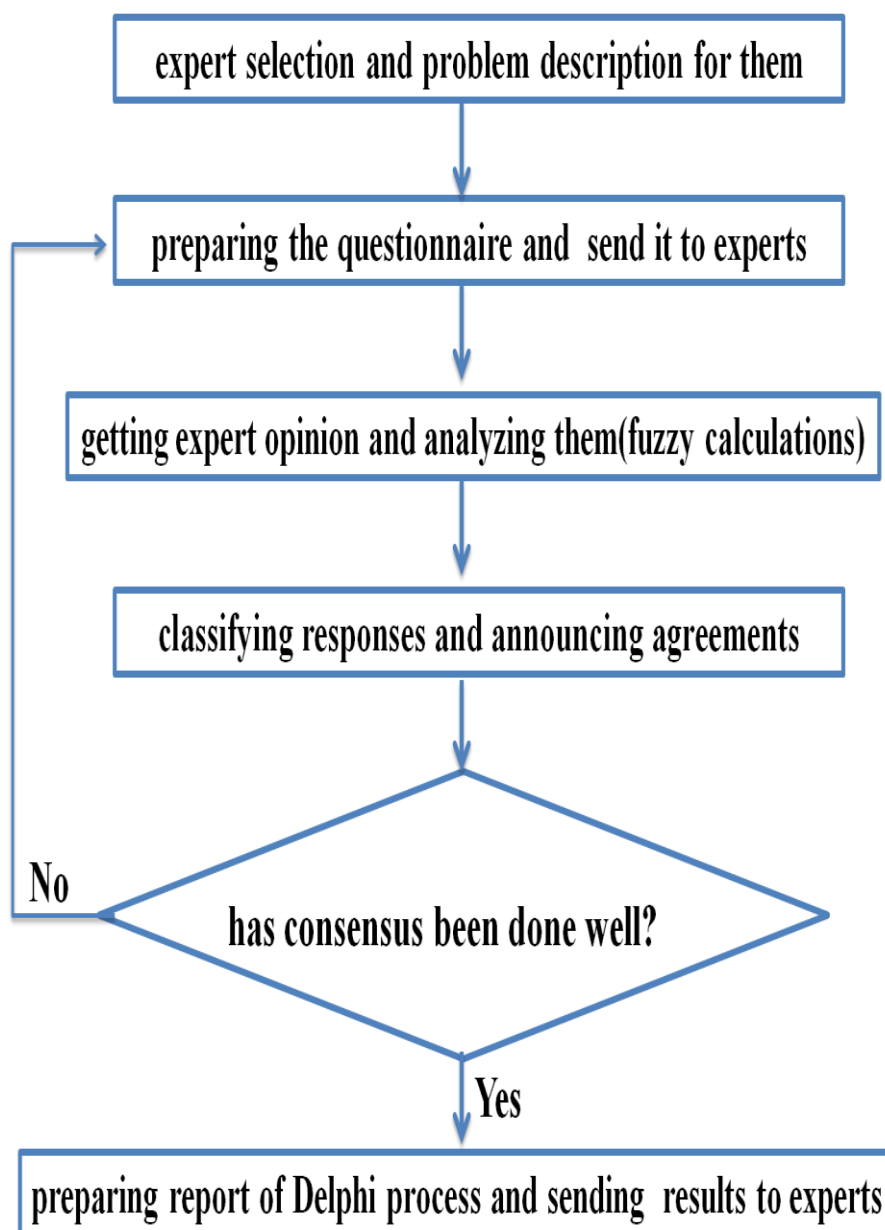 expert selection and problem description for them
preparing the questionnaire and send it to experts
getting expert opinion and analyzing them(fuzzy calculations)
classifying responses and announcing agreements
has consensus been done well?
No
Yes
preparing report of Delphi process and sending results to experts